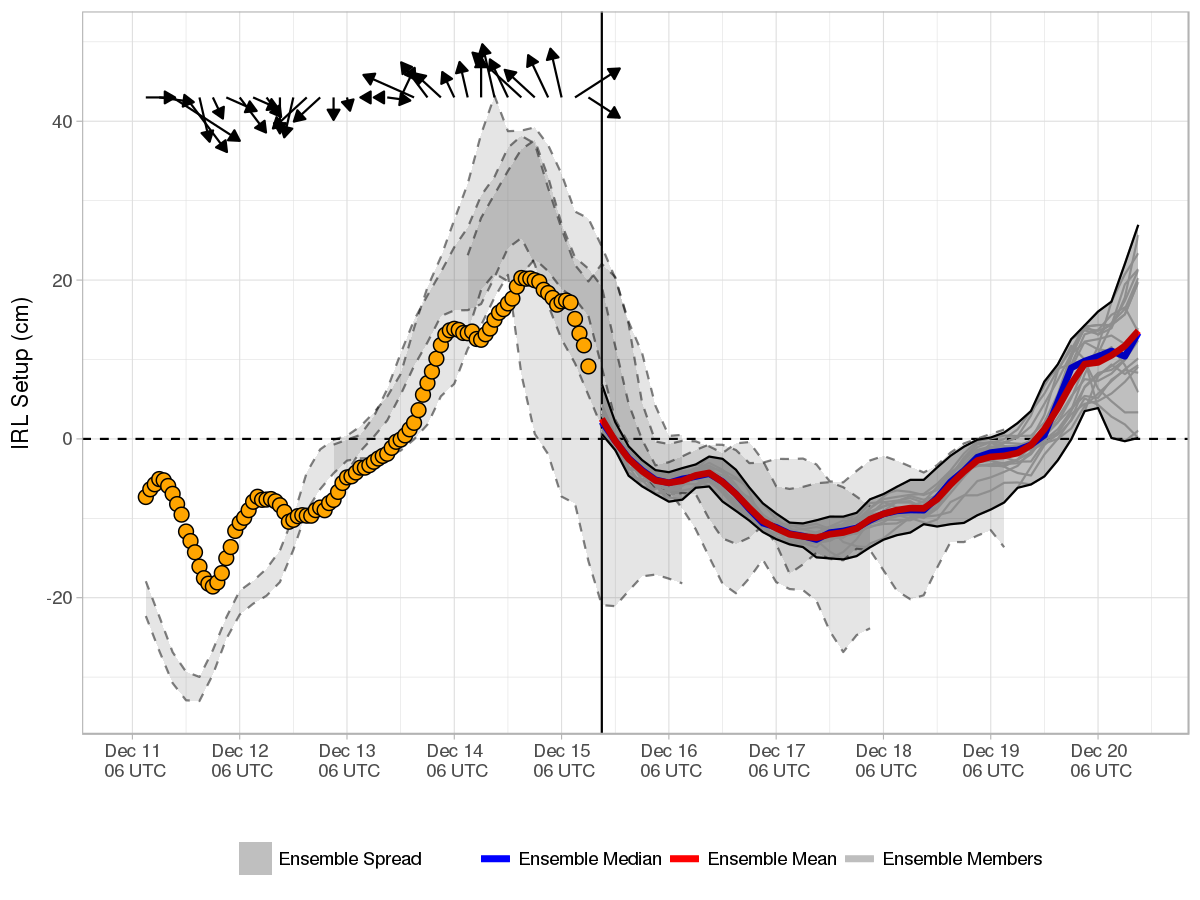 IRL Setup (cm)
40
20
0
-20
Dec 11
06 UTC
Dec 12
06 UTC
Dec 13
06 UTC
Dec 14
06 UTC
Dec 15
06 UTC
Dec 16
06 UTC
Dec 17
06 UTC
Dec 18
06 UTC
Dec 19
06 UTC
Dec 20
06 UTC
Ensemble Spread
Ensemble Median
Ensemble Mean
Ensemble Members